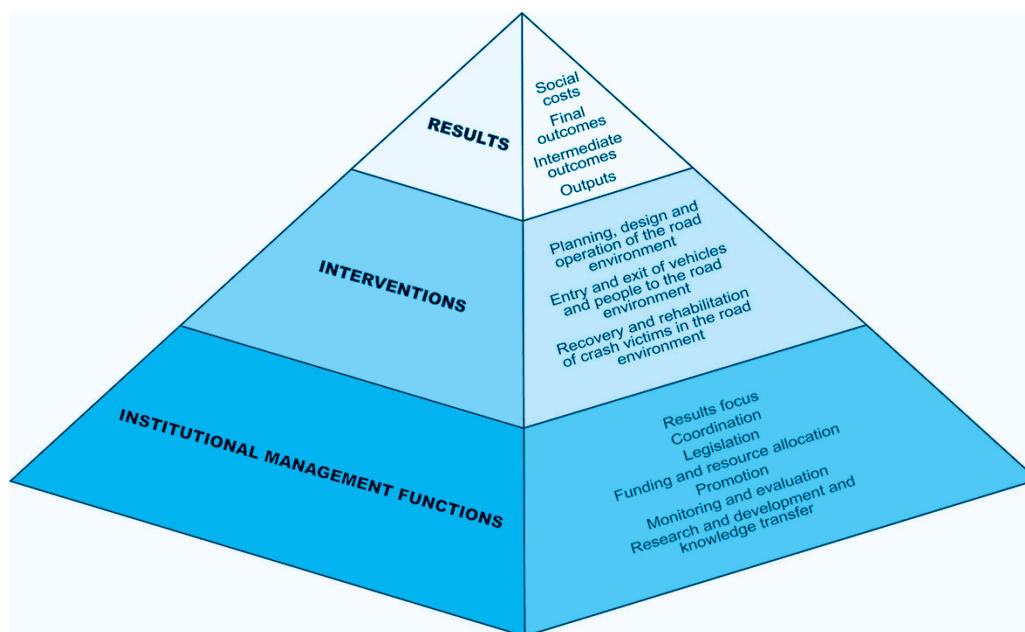 RESULTS
Social
costs
Final
outcomes
Intermediate
outcomes
Outputs
INTERVENTIONS
Planning, design and
operation of the road
environment
Entry and exit of vehicles
and people to the road
environment
Recovery and rehabilitation
of crash victims in the road
environment
INSTITUTIONAL MANAGEMENT FUNCTIONS
Results focus
Coordination
Legislation
Funding and resource allocation
Promotion
Monitoring and evaluation
Research and development and
knowledge transfer